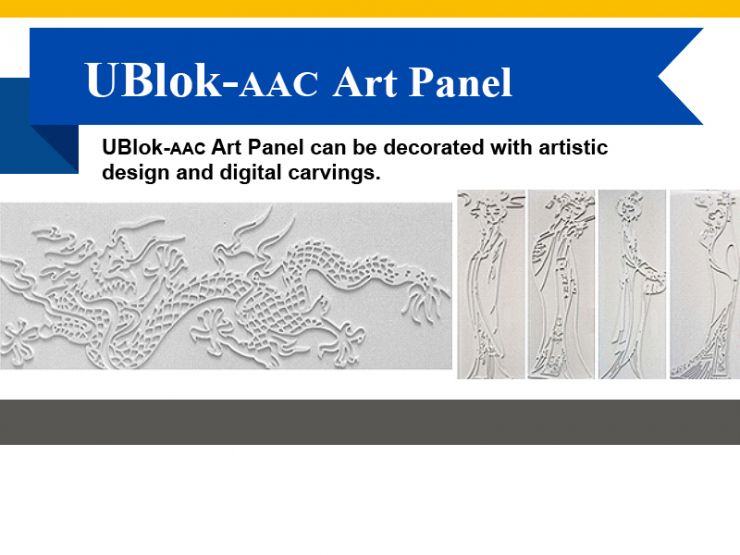 UBlok-AAC Art Panel
UBlok-AAC Art Panel can be decorated with artistic
design and digital carvings.